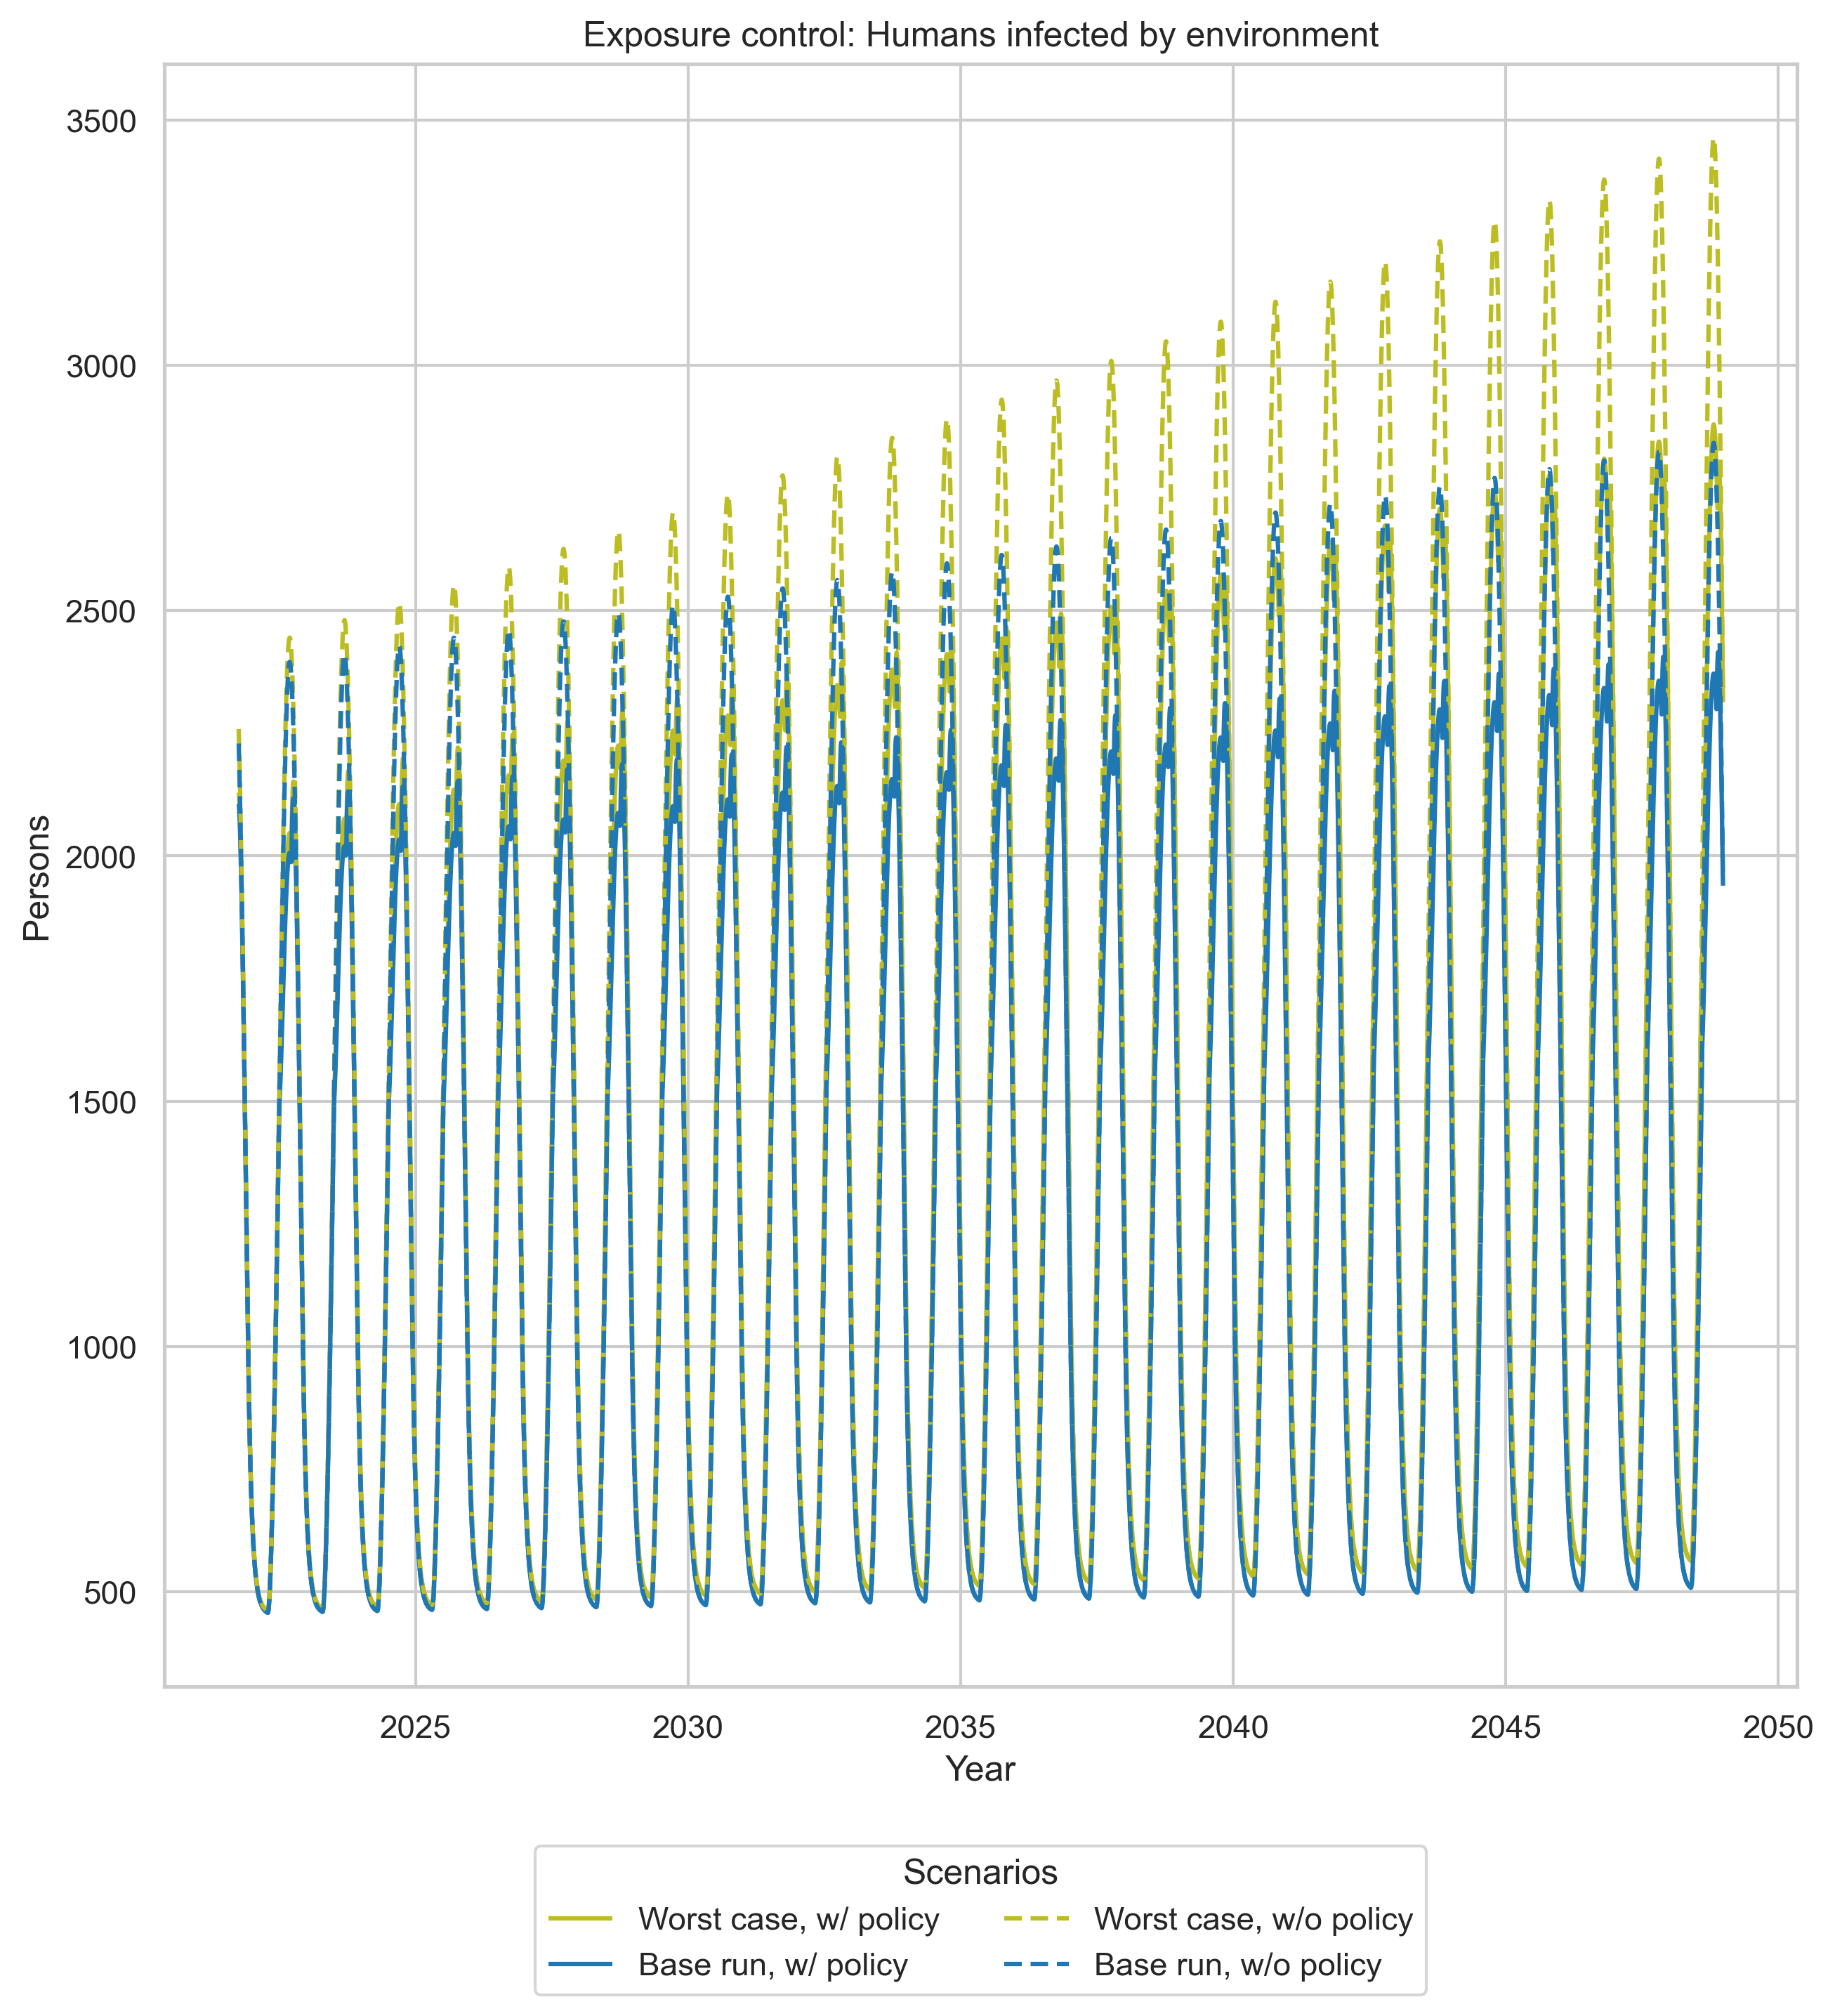 Exposure control: Humans infected by environment
3500
3000
2500
2000
1500
1000
500
Persons
2025 2030 2035 2040 2045 2050
Year
Scenarios
Worst case, w/ policy Worst case, w/o policy
Base run, w/ policy Base run, w/o policy